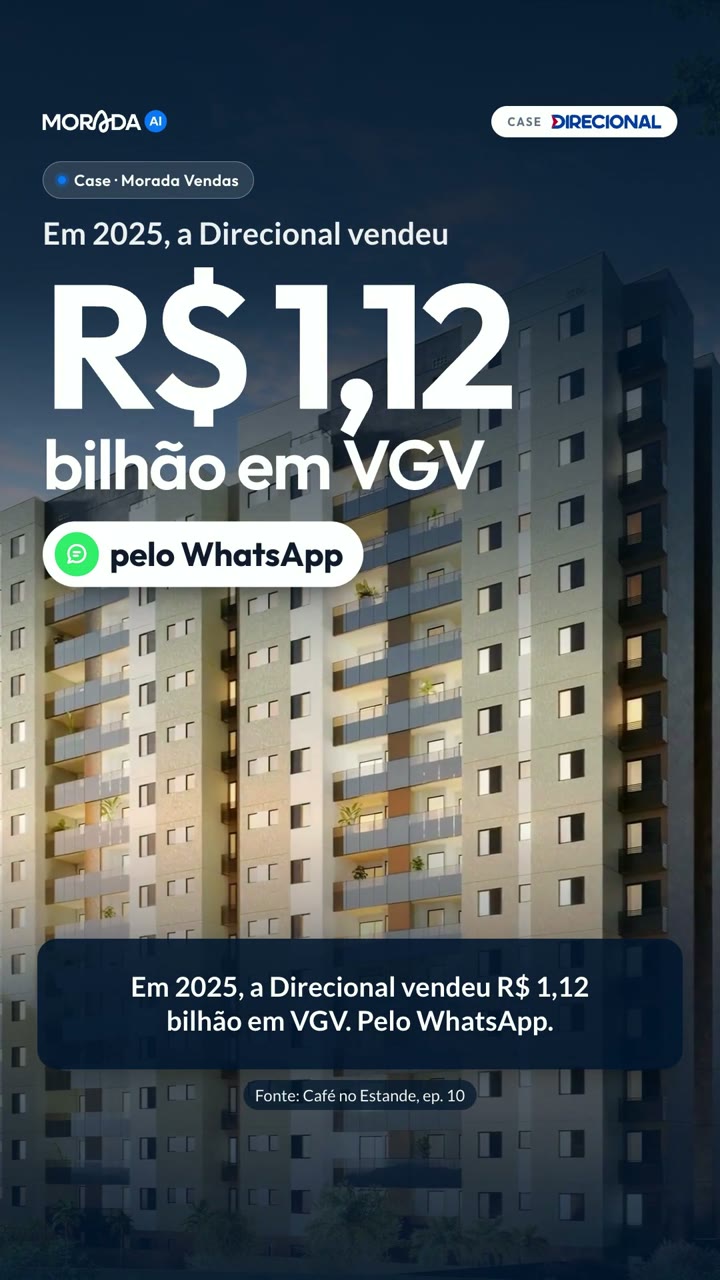 MORADA AI
CASE DIRECIONAL
Case · Morada Vendas
Em 2025, a Direcional vendeu
R$ 1,12
bilhão em VGV
pelo WhatsApp
Em 2025, a Direcional vendeu R$ 1,12
bilhão em VGV. Pelo WhatsApp.
Fonte: Café no Estande, ep. 10